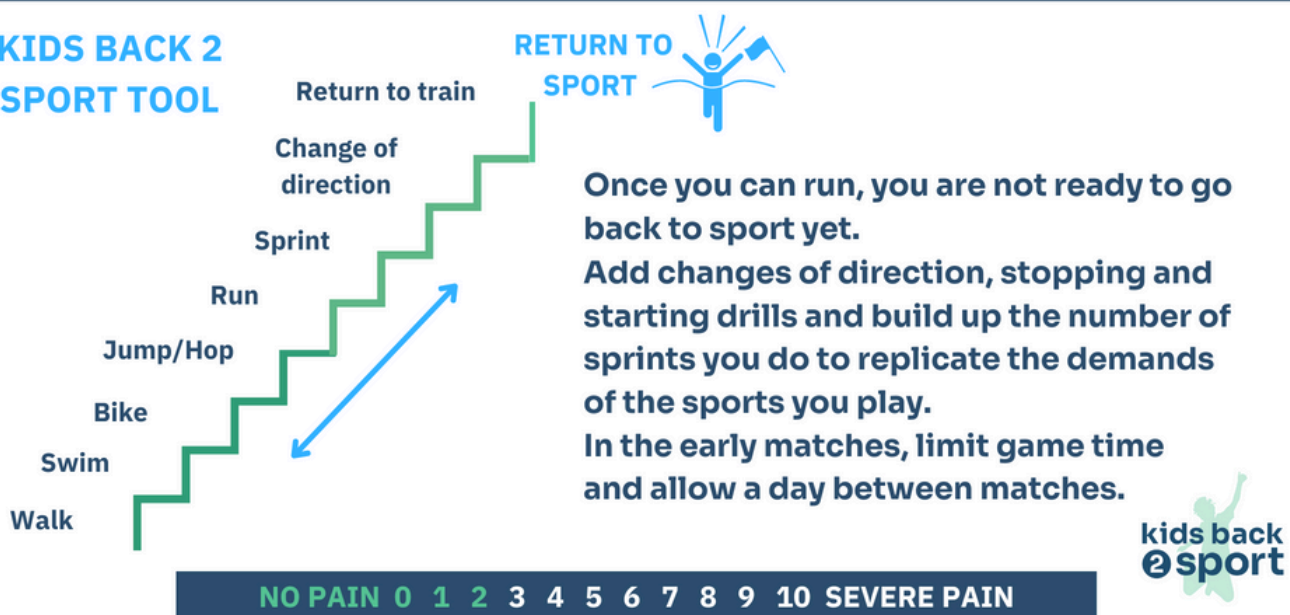 KIDS BACK 2
SPORT TOOL
RETURN TO
SPORT
Return to train
Change of
direction
Sprint
Run
Jump/Hop
Bike
Swim
Walk
Once you can run, you are not ready to go
back to sport yet.
Add changes of direction, stopping and
starting drills and build up the number of
sprints you do to replicate the demands
of the sports you play.
In the early matches, limit game time
and allow a day between matches.
kids back
2 sport
NO PAIN 0 1 2 3 4 5 6 7 8 9 10 SEVERE PAIN